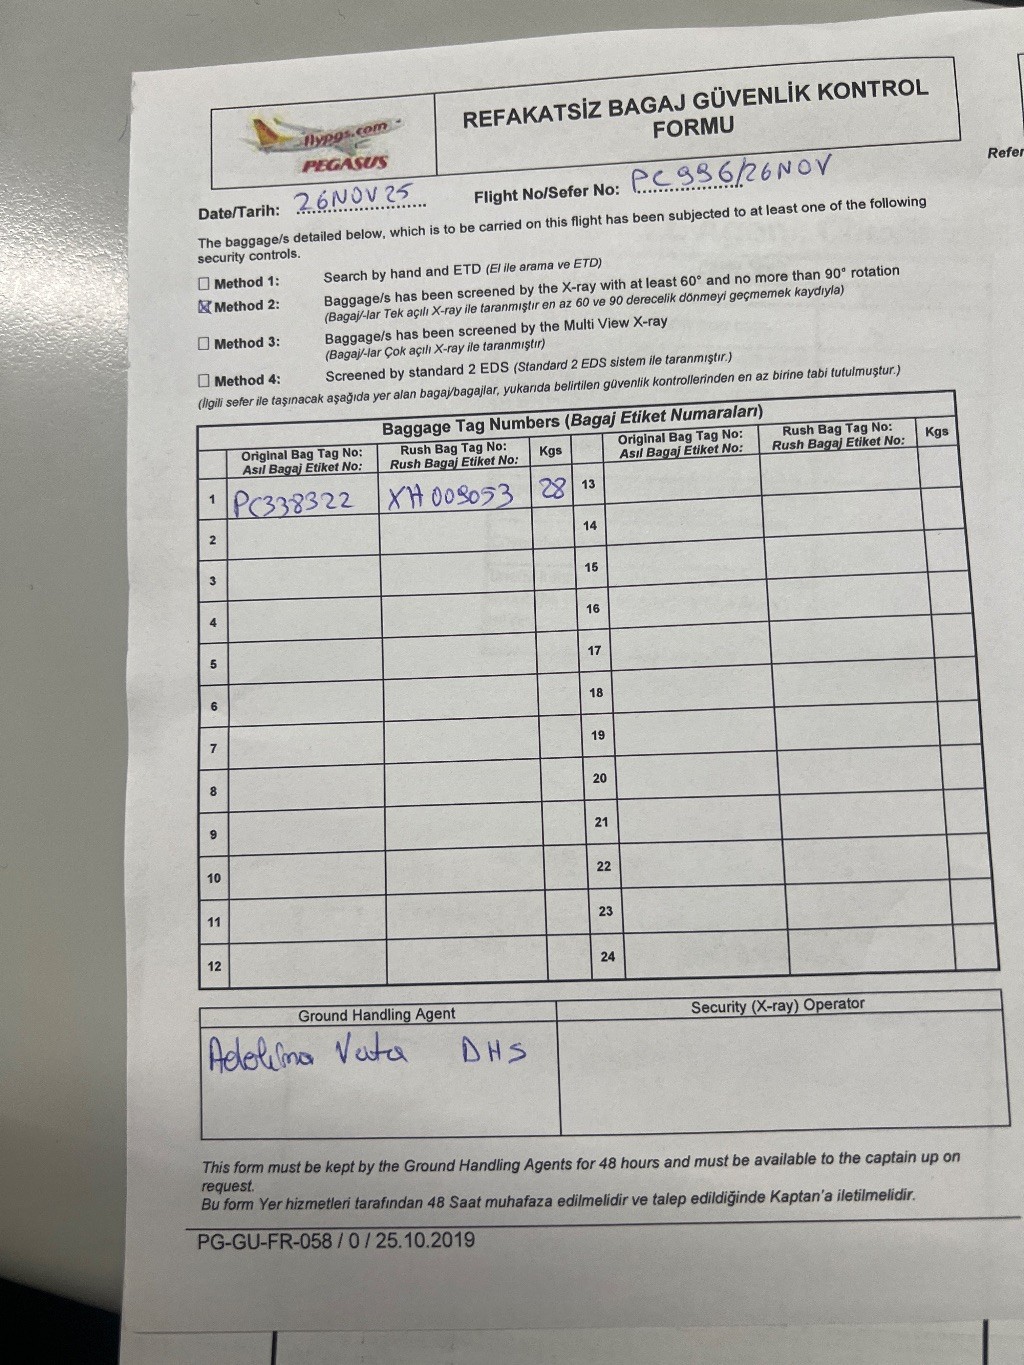 flypgs.com
PEGASUS
REFAKATSİZ BAGAJ GÜVENLİK KONTROL
FORMU
Refer
Date/Tarih: 26NOV25
Flight No/Sefer No: PC996/26NOV
The baggage/s detailed below, which is to be carried on this flight has been subjected to at least one of the following
security controls.
Method 1: Search by hand and ETD (El ile arama ve ETD)
Method 2: Baggage/s has been screened by the X-ray with at least 60° and no more than 90° rotation
(Bagaj/-lar Tek açılı X-ray ile taranmıştır en az 60 ve 90 derecelik dönmeyi geçmemek kaydıyla)
Method 3: Baggage/s has been screened by the Multi View X-ray
(Bagaj/-lar Çok açılı X-ray ile taranmıştır)
Method 4: Screened by standard 2 EDS (Standard 2 EDS sistem ile taranmıştır.)
(İlgili sefer ile taşınacak aşağıda yer alan bagaj/bagajlar, yukarıda belirtilen güvenlik kontrollerinden en az birine tabi tutulmuştur.)
Baggage Tag Numbers (Bagaj Etiket Numaraları)
Original Bag Tag No: Rush Bag Tag No: Kgs Original Bag Tag No: Rush Bag Tag No: Kgs
Asıl Bagaj Etiket No: Rush Bagaj Etiket No: Asıl Bagaj Etiket No: Rush Bagaj Etiket No:
1 PC338322 XH009053 28 13
2 14
3 15
4 16
5 17
6 18
7 19
8 20
9 21
10 22
11 23
12 24
Ground Handling Agent Security (X-ray) Operator
Vata DHS
This form must be kept by the Ground Handling Agents for 48 hours and must be available to the captain up on
request.
Bu form Yer hizmetleri tarafından 48 Saat muhafaza edilmelidir ve talep edildiğinde Kaptan'a iletilmelidir.
PG-GU-FR-058 / 0 / 25.10.2019